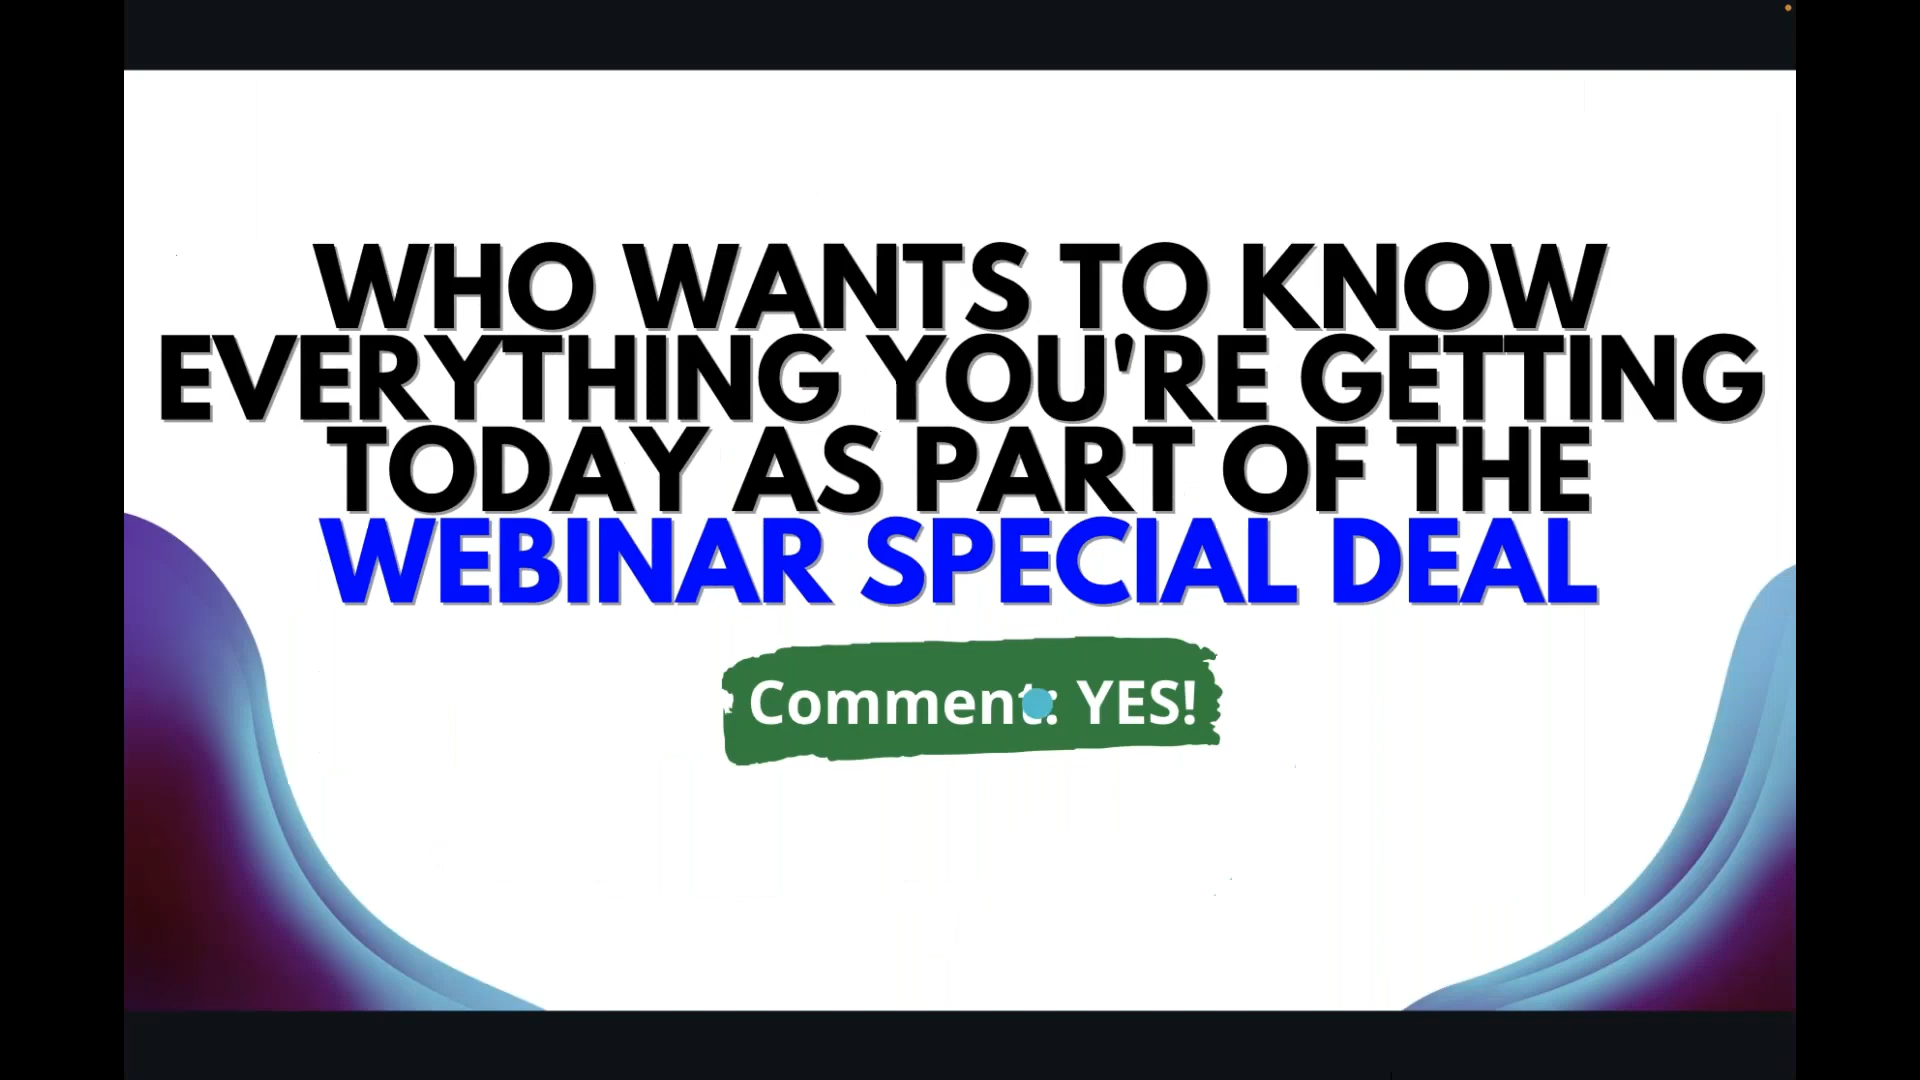 WHO WANTS TO KNOW
EVERYTHING YOU'RE GETTING
TODAY AS PART OF THE
WEBINAR SPECIAL DEAL
Comment: YES!